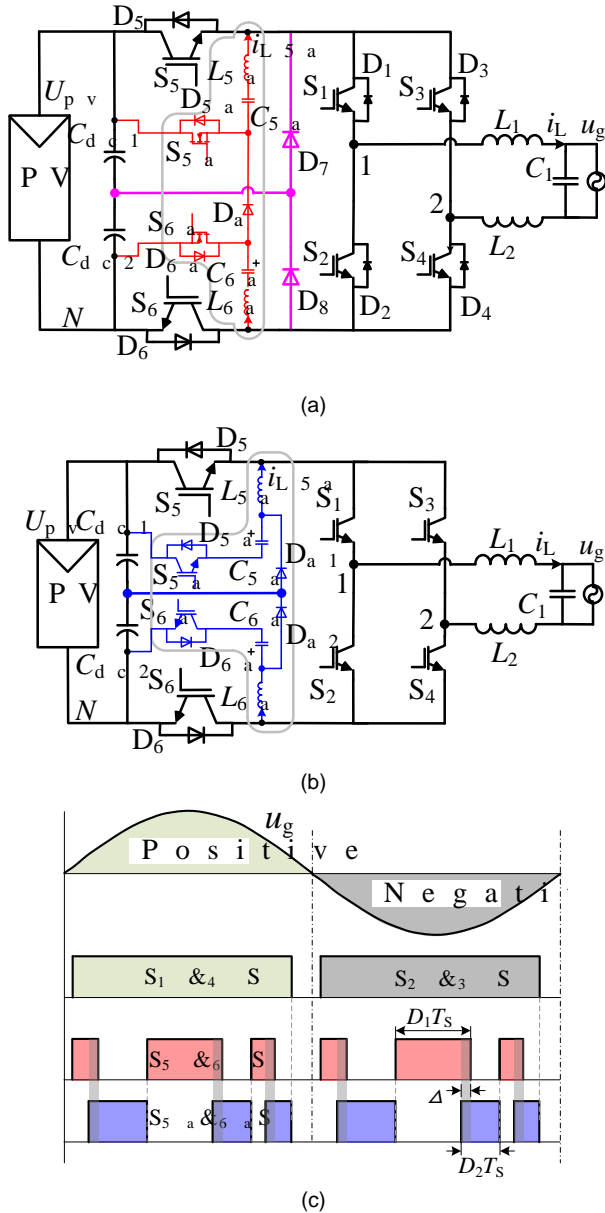 D5
S5
iL5a
L5a
D5a
C5a
S5a
Upv
Cdc1
PV
Cdc2
N
S6a
D6a
Da
C6a
L6a
S6
D6
D7
D8
S1
D1
S3
D3
1
2
S2
D2
S4
D4
L1
iL
ug
C1
L2
+
(a)
D5
S5
iL5a
L5a
D5a
+
S5a
C5a
Da1
Upv
Cdc1
PV
Cdc2
N
S6a
C6a
Da2
D6a
+
S6
L6a
D6
S1
S3
1
2
S2
S4
L1
iL
ug
C1
L2
(b)
ug
Positive
Negati
S1 &4 S
S2 &3 S
D1TS
S5 &6 S
Δ
S5a &6a S
D2TS
(c)